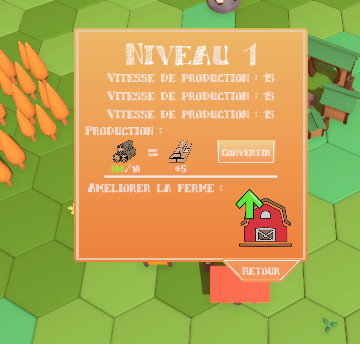 NIVEAU 1
VITESSE DE PRODUCTION : 1S
VITESSE DE PRODUCTION : 1S
VITESSE DE PRODUCTION : 1S
PRODUCTION :
CONVERTIR
/10
+5
AMELIORER LA FERME :
RETOUR